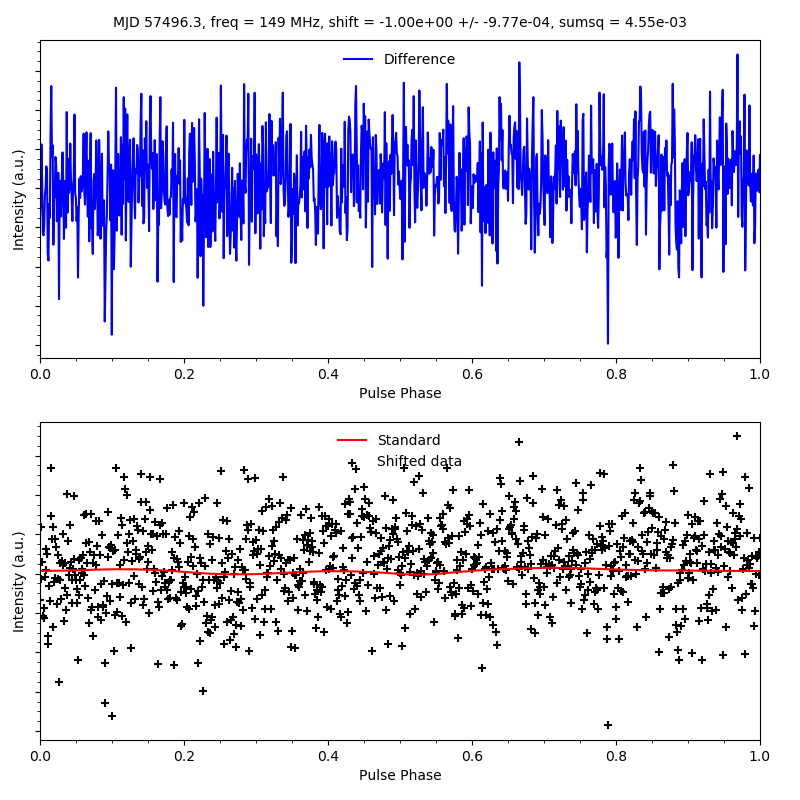 MJD 57496.3, freq = 149 MHz, shift = -1.00e+00 +/- -9.77e-04, sumsq = 4.55e-03
Difference
Intensity (a.u.)
0.0 0.2 0.4 0.6 0.8 1.0
Pulse Phase
Standard
Shifted data
Intensity (a.u.)
0.0 0.2 0.4 0.6 0.8 1.0
Pulse Phase